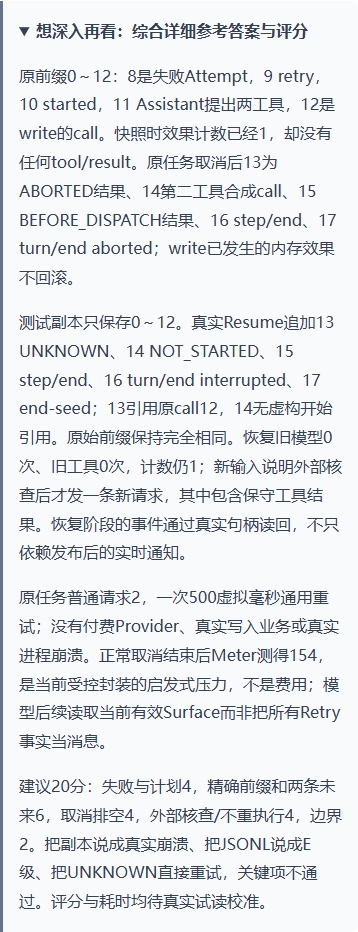 ▼ 想深入再看：综合详细参考答案与评分
原前缀0～12：8是失败Attempt，9 retry，
10 started，11 Assistant提出两工具，12是
write的call。快照时效果计数已经1，却没有
任何tool/result。原任务取消后13为
ABORTED结果、14第二工具合成call、15
BEFORE_DISPATCH结果、16 step/end、17
turn/end aborted；write已发生的内存效果
不回滚。
测试副本只保存0～12。真实Resume追加13
UNKNOWN、14 NOT_STARTED、15
step/end、16 turn/end interrupted、17
end-seed；13引用原call12，14无虚构开始
引用。原始前缀保持完全相同。恢复旧模型0
次、旧工具0次，计数仍1；新输入说明外部核
查后才发一条新请求，其中包含保守工具结
果。恢复阶段的事件通过真实句柄读回，不只
依赖发布后的实时通知。
原任务普通请求2，一次500虚拟毫秒通用重
试；没有付费Provider、真实写入业务或真实
进程崩溃。正常取消结束后Meter测得154，
是当前受控封装的启发式压力，不是费用；模
型后续读取当前有效Surface而非把所有Retry
事实当消息。
建议20分：失败与计划4，精确前缀和两条未
来6，取消排空4，外部核查/不重执行4，边界
2。把副本说成真实崩溃、把JSONL说成E
级、把UNKNOWN直接重试，关键项不通
过。评分与耗时均待真实试读校准。